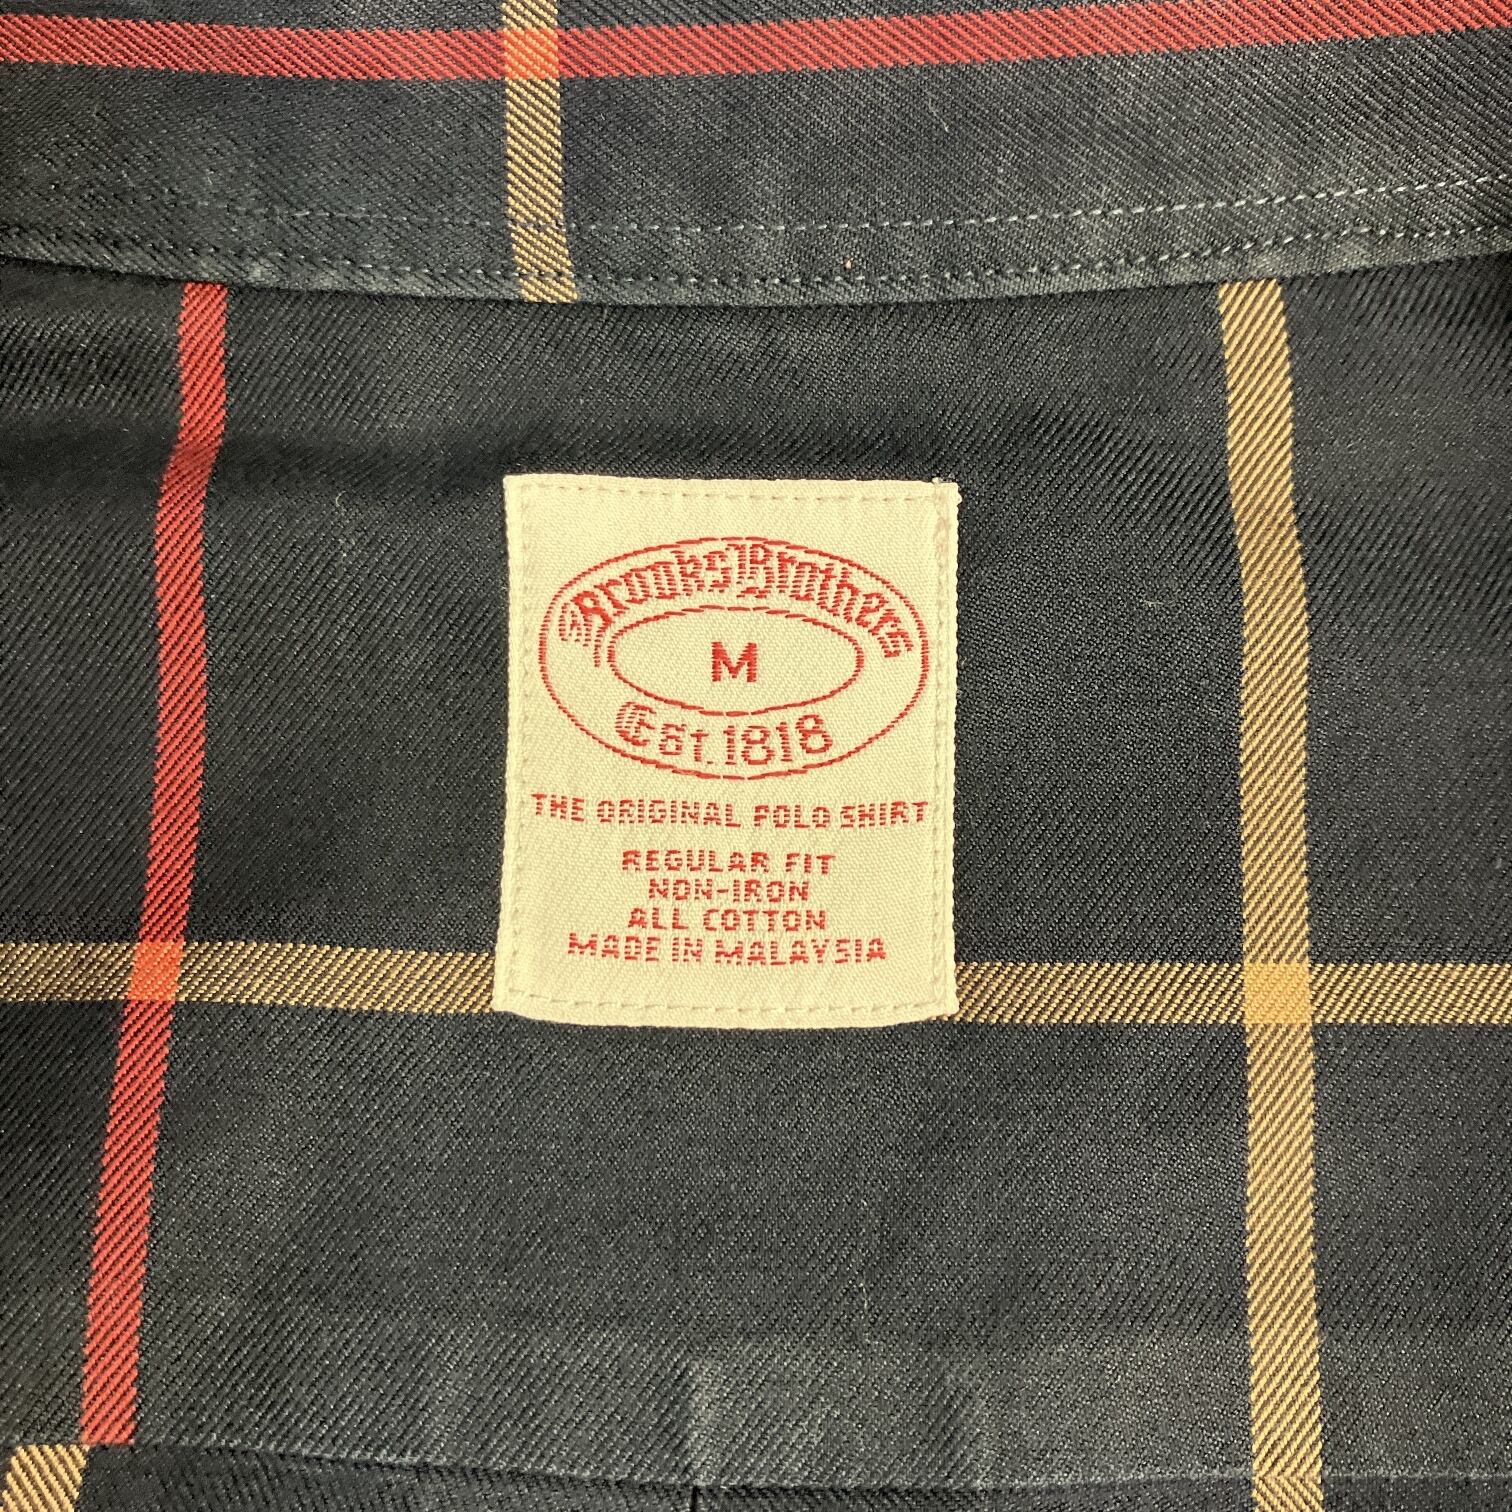 Brooks Brothers
M
Est. 1818
THE ORIGINAL POLO SHIRT
REGULAR FIT
NON-IRON
ALL COTTON
MADE IN MALAYSIA